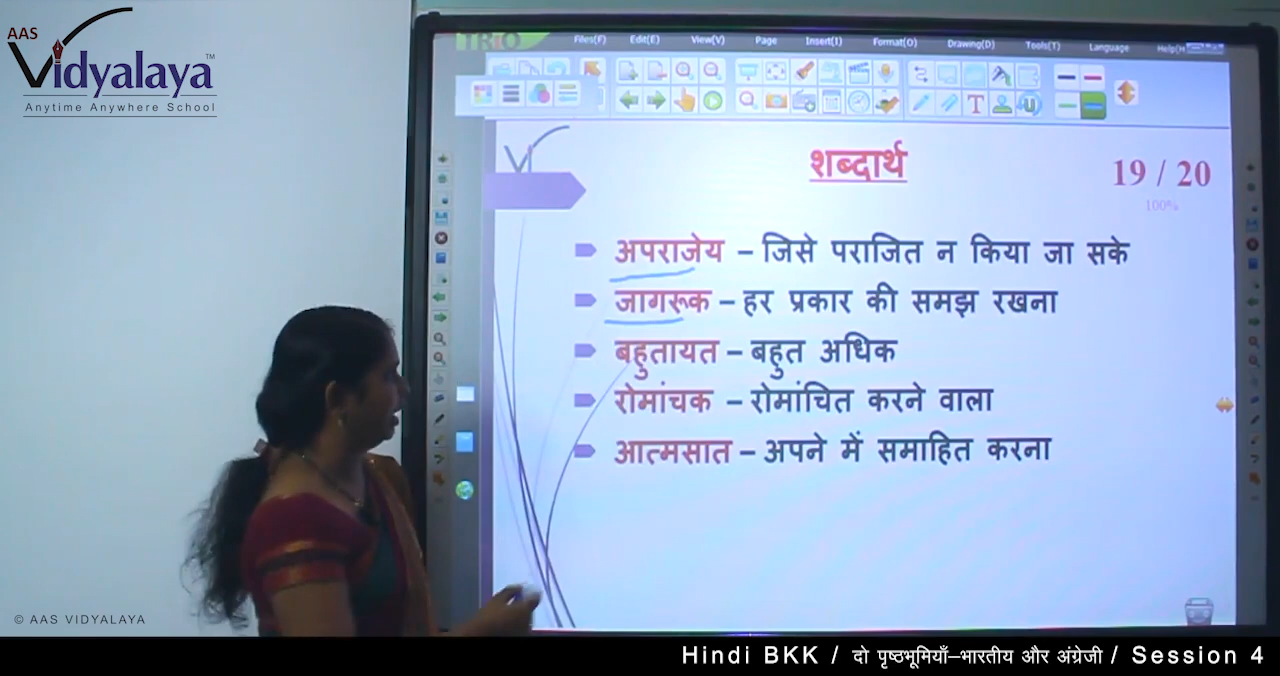 AAS
Vidyalaya™
Anytime Anywhere School
Files(F) Edit(E) View(V) Page Insert(I) Format(O) Drawing(D) Tools(T) Language Help(H
शब्दार्थ
19 / 20
100%
अपराजेय – जिसे पराजित न किया जा सके
जागरूक – हर प्रकार की समझ रखना
बहुतायत – बहुत अधिक
रोमांचक – रोमांचित करने वाला
आत्मसात – अपने में समाहित करना
© AAS VIDYALAYA
Hindi BKK / दो पृष्ठभूमियाँ–भारतीय और अंग्रेजी / Session 4